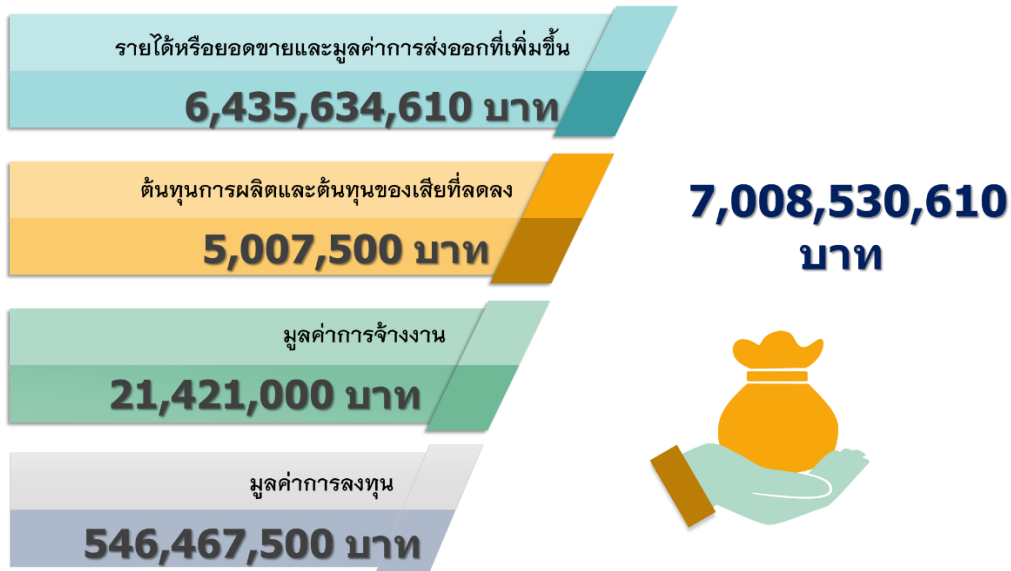 รายได้หรือยอดขายและมูลค่าการส่งออกที่เพิ่มขึ้น
6,435,634,610 บาท
ต้นทุนการผลิตและต้นทุนของเสียที่ลดลง
5,007,500 บาท
มูลค่าการจ้างงาน
21,421,000 บาท
มูลค่าการลงทุน
546,467,500 บาท
7,008,530,610
บาท